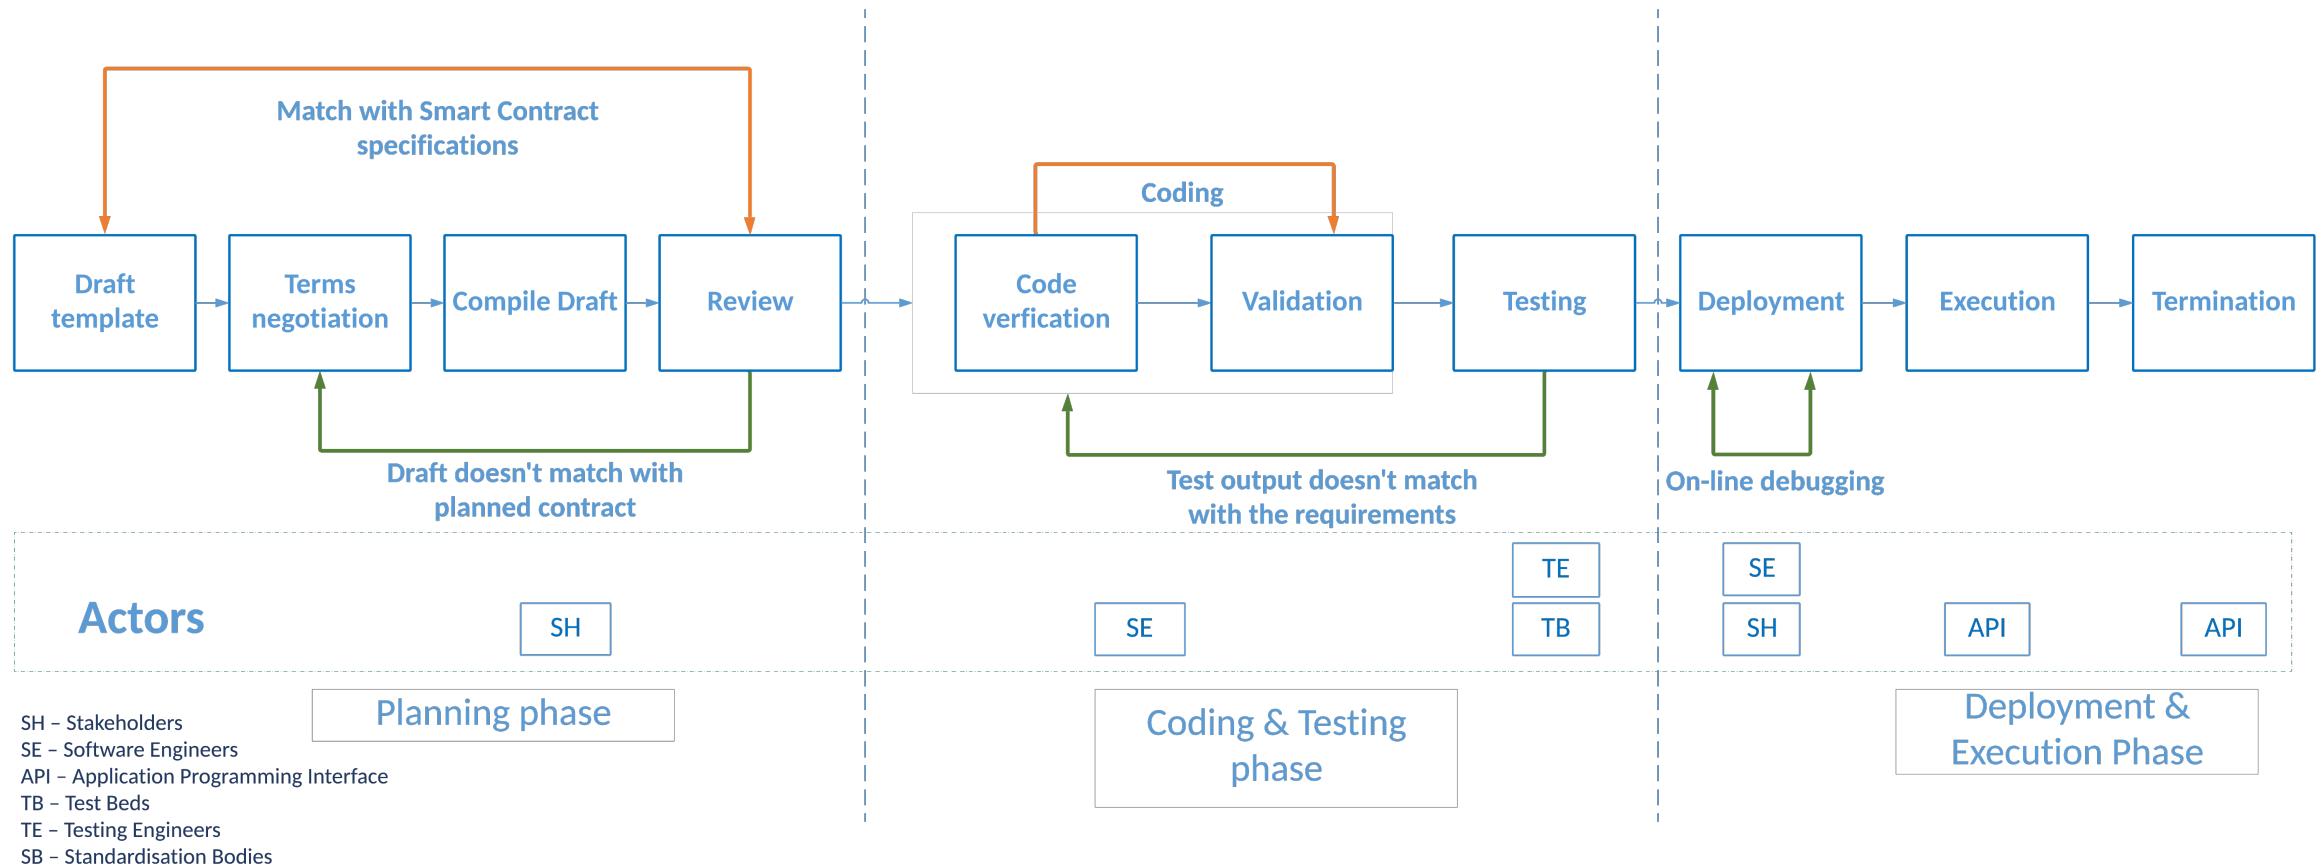 Match with Smart Contract
specifications
Coding
Draft
template
Terms
negotiation
Compile Draft
Review
Code
verfication
Validation
Testing
Deployment
Execution
Termination
Draft doesn't match with
planned contract
Test output doesn't match
with the requirements
On-line debugging
Actors
SH
SE
TE
TB
SE
SH
API
API
Planning phase
Coding & Testing
phase
Deployment &
Execution Phase
SH – Stakeholders
SE – Software Engineers
API – Application Programming Interface
TB – Test Beds
TE – Testing Engineers
SB – Standardisation Bodies